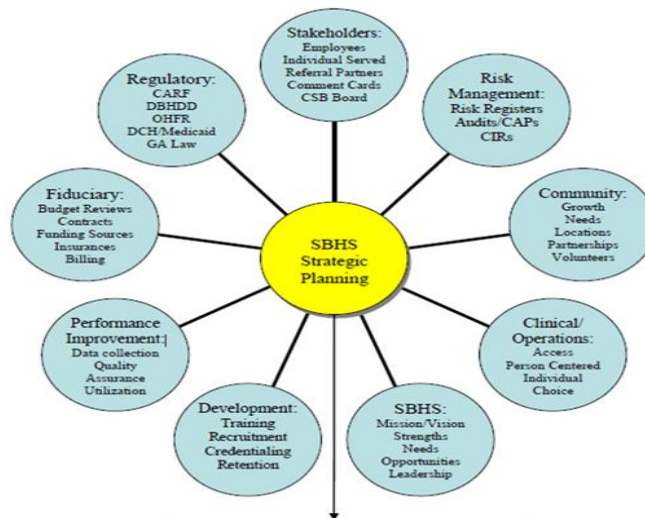 Stakeholders:
Employees
Individual Served
Referral Partners
Comment Cards
CSB Board
Regulatory:
CARF
DBHDD
OHFR
DCH/Medicaid
GA Law
Risk
Management:
Risk Registers
Audits/CAPs
CIRs
Fiduciary:
Budget Reviews
Contracts
Funding Sources
Insurances
Billing
Community:
Growth
Needs
Locations
Partnerships
Volunteers
SBHS
Strategic
Planning
Performance
Improvement:
Data collection
Quality
Assurance
Utilization
Clinical/
Operations:
Access
Person Centered
Individual
Choice
Development:
Training
Recruitment
Credentialing
Retention
SBHS:
Mission/Vision
Strengths
Needs
Opportunities
Leadership